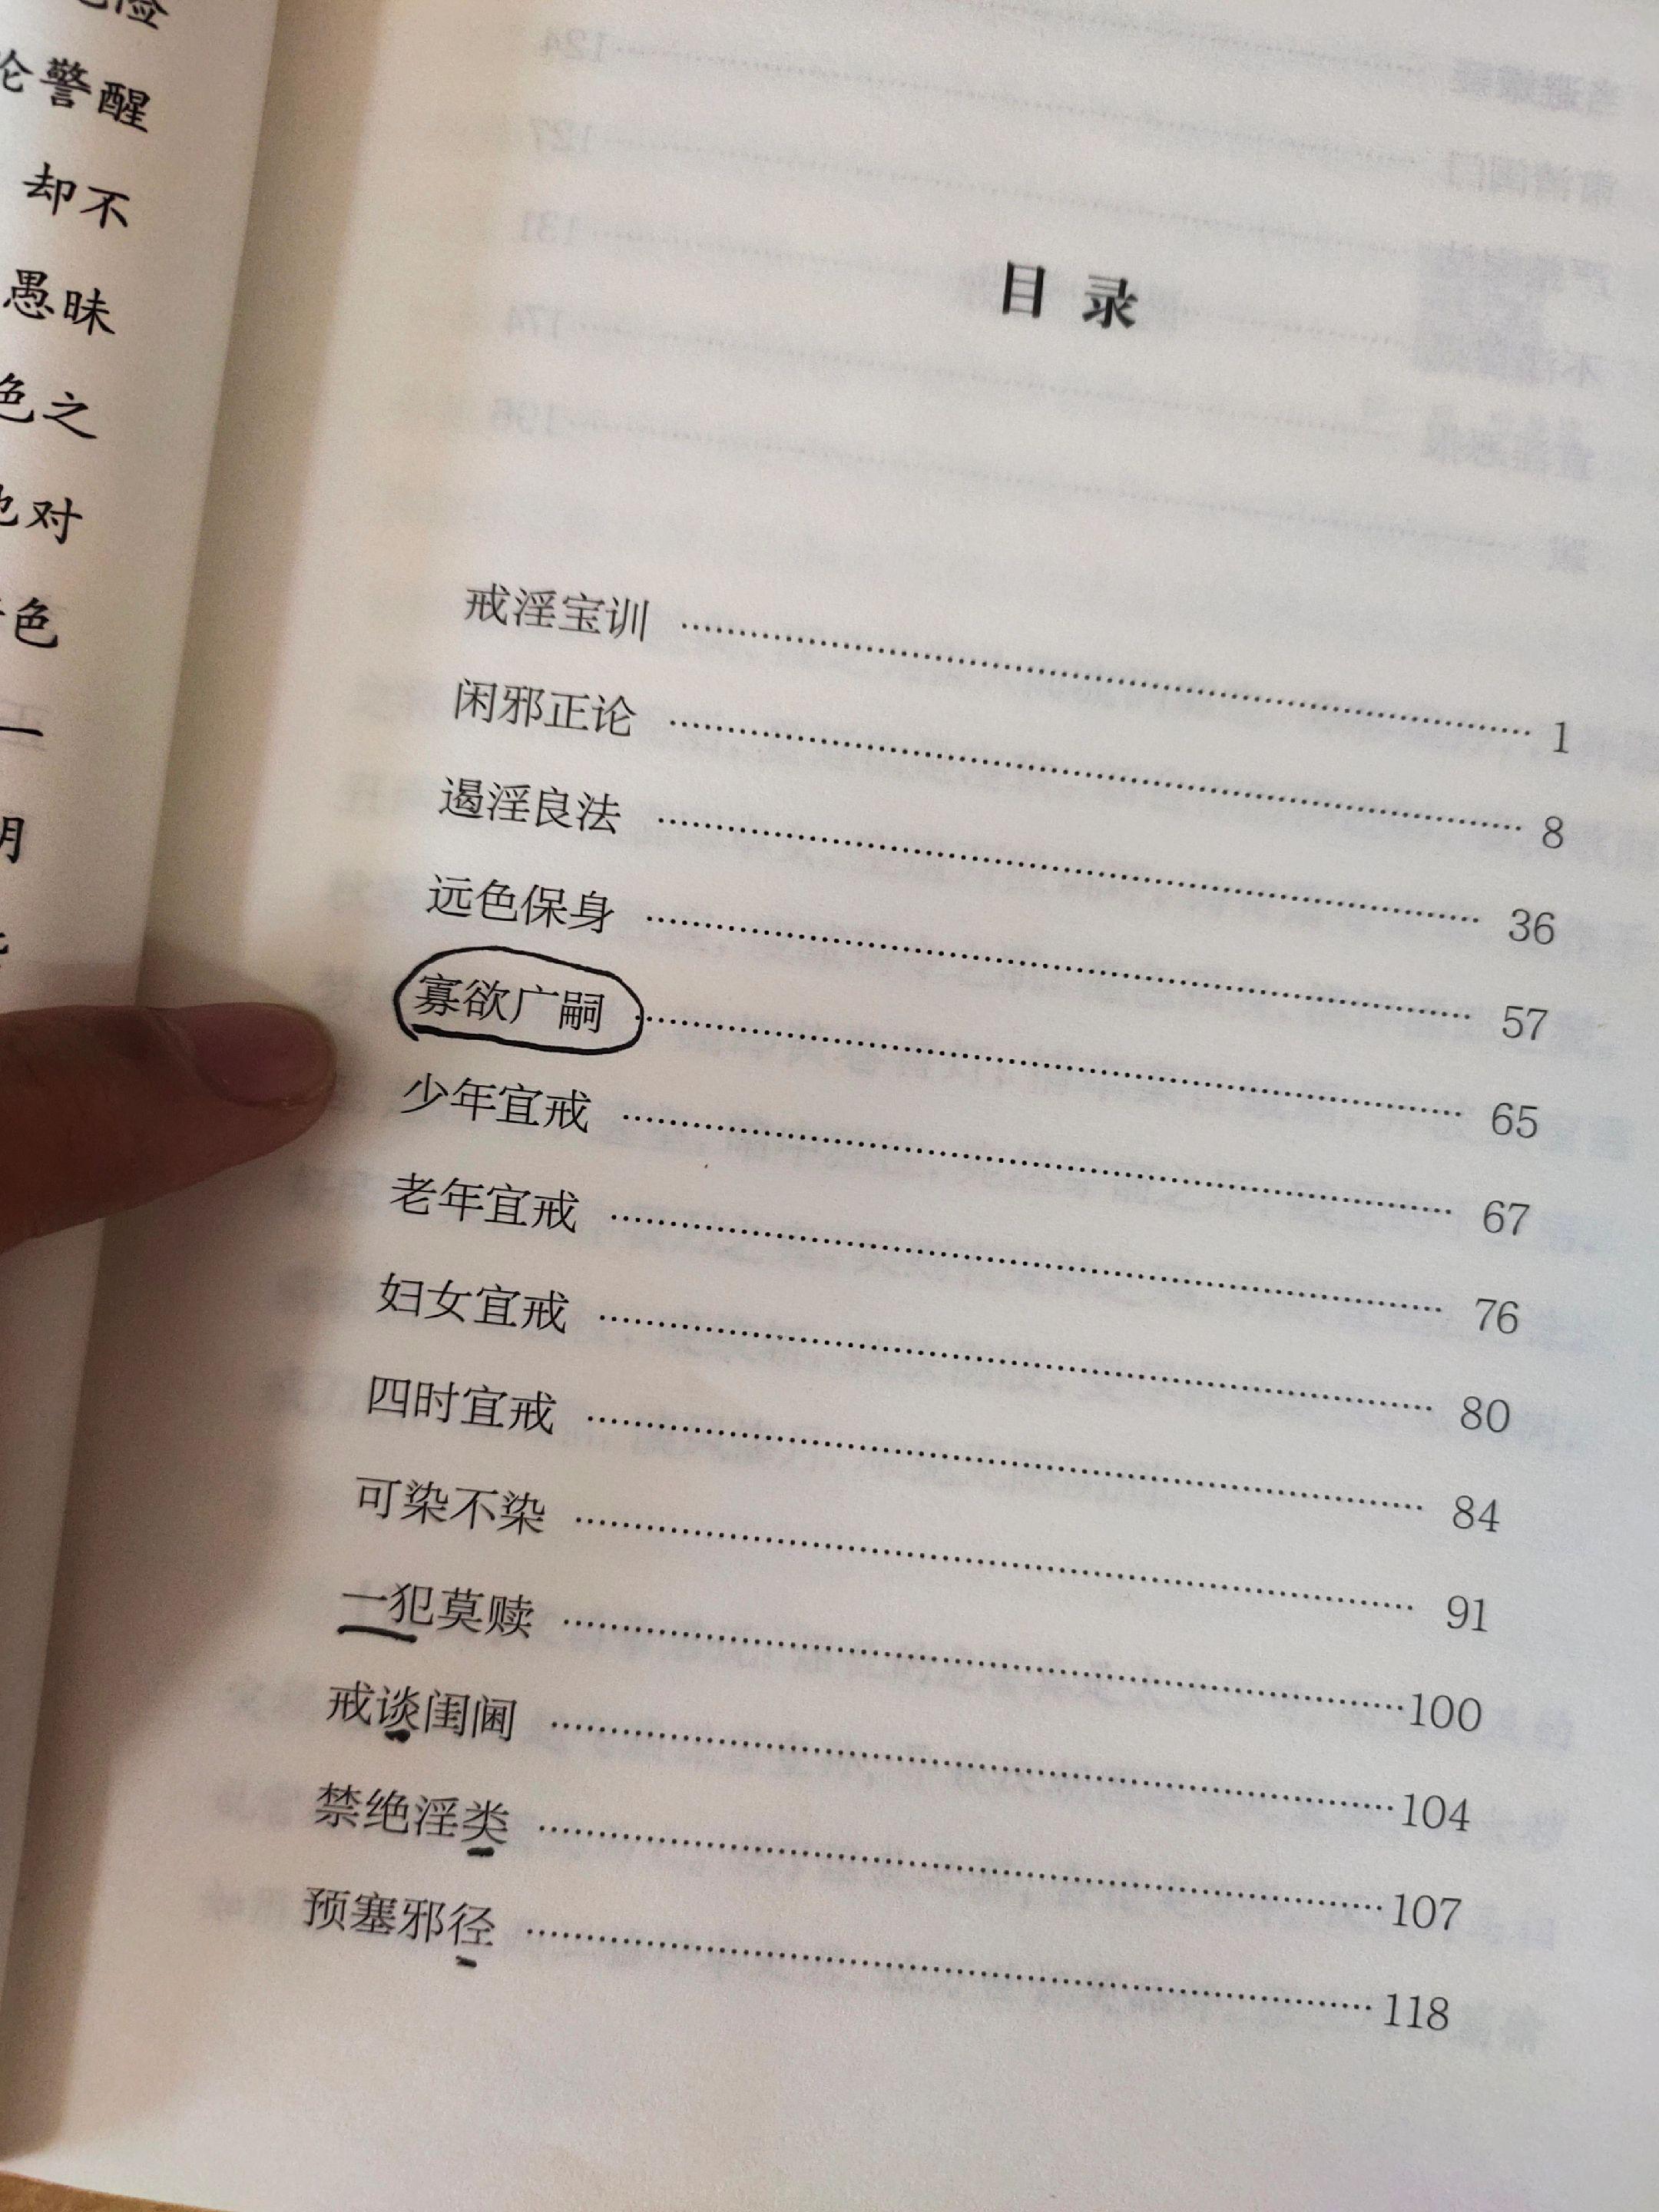 险
论警醒
却不
愚昧
色之
也对
色
一
明
目录
戒淫宝训 1
闲邪正论 8
遏淫良法 36
远色保身 57
寡欲广嗣 65
少年宜戒 67
老年宜戒 76
妇女宜戒 80
四时宜戒 84
可染不染 91
一犯莫赎 100
戒谈闺阃 104
禁绝淫类 107
预塞邪径 118